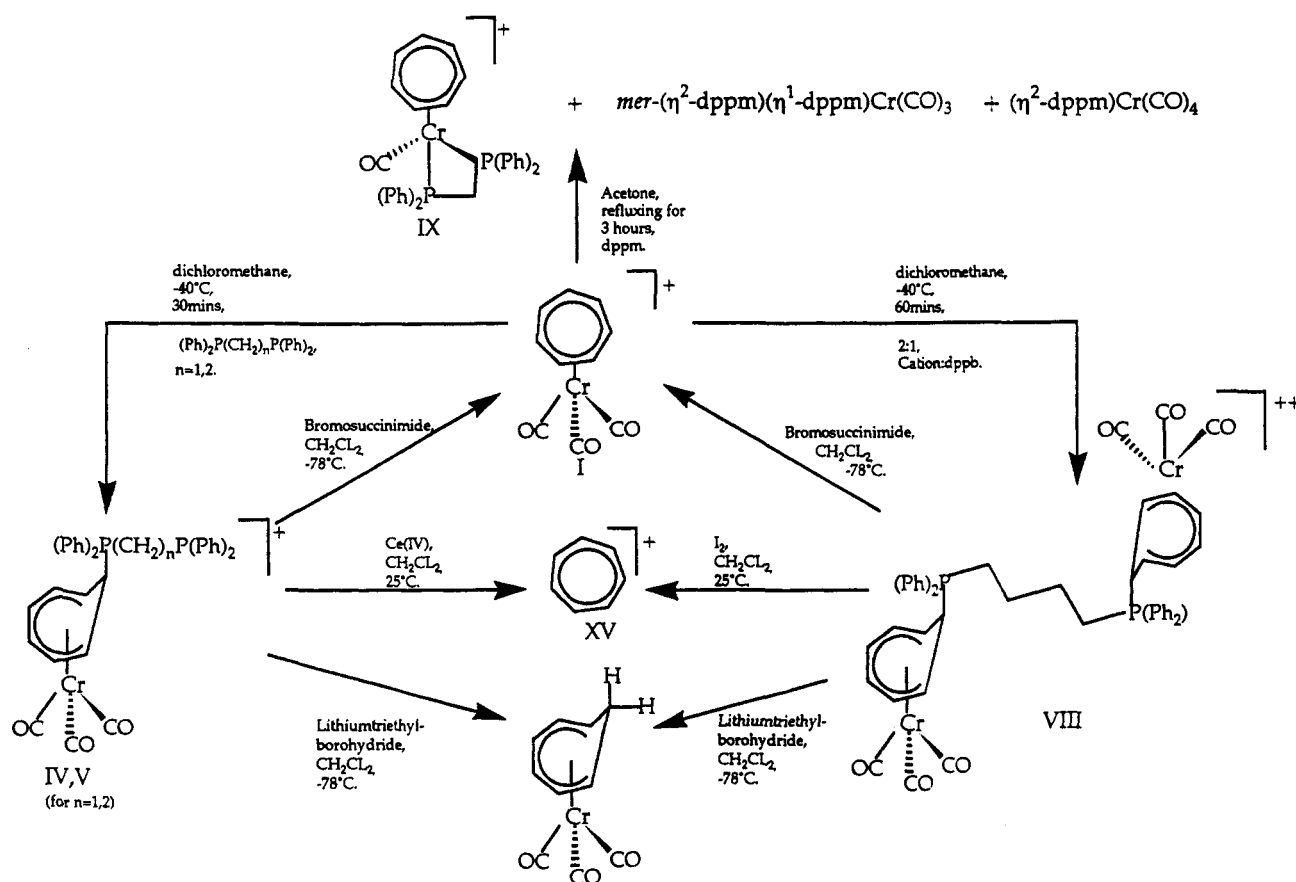 ]+
+ mer-(η²-dppm)(η¹-dppm)Cr(CO)₃ + (η²-dppm)Cr(CO)₄
Cr
OC
P(Ph)₂
(Ph)₂P
IX
Acetone,
refluxing for
3 hours,
dppm.
dichloromethane,
-40°C,
30mins,
(Ph)₂P(CH₂)ₙP(Ph)₂,
n=1,2.
]+
Cr
OC CO
CO
I
dichloromethane,
-40°C,
60mins,
2:1,
Cation:dppb.
Bromosuccinimide,
CH₂CL₂,
-78°C.
Bromosuccinimide,
CH₂CL₂,
-78°C.
]++
CO
OC CO
Cr
]+
(Ph)₂P(CH₂)ₙP(Ph)₂
Cr
OC CO
CO
IV,V
(for n=1,2)
Ce(IV),
CH₂CL₂,
25°C.
]+
XV
I₂,
CH₂CL₂,
25°C.
(Ph)₂P
P(Ph₂)
Cr
OC CO
CO
VIII
Lithiumtriethyl-
borohydride,
CH₂CL₂,
-78°C.
H
H
Cr
OC CO
CO
Lithiumtriethyl-
borohydride,
CH₂CL₂,
-78°C.